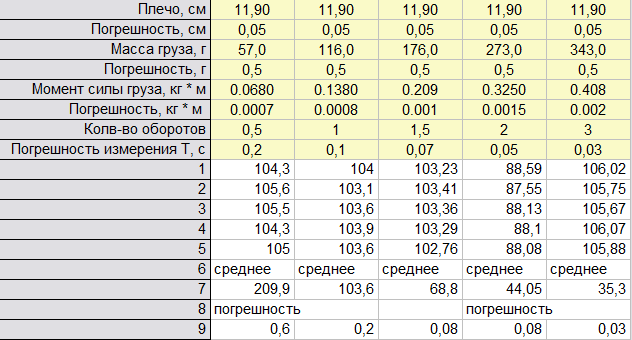 Плечо, см 11,90 11,90 11,90 11,90 11,90
Погрешность, см 0,05 0,05 0,05 0,05 0,05
Масса груза, г 57,0 116,0 176,0 273,0 343,0
Погрешность, г 0,5 0,5 0,5 0,5 0,5
Момент силы груза, кг * м 0.0680 0.1380 0.209 0.3250 0.408
Погрешность, кг * м 0.0007 0.0008 0.001 0.0015 0.002
Колв-во оборотов 0,5 1 1,5 2 3
Погрешность измерения Т, с 0,2 0,1 0,07 0,05 0,03
1 104,3 104 103,23 88,59 106,02
2 105,6 103,1 103,41 87,55 105,75
3 105,5 103,6 103,36 88,13 105,67
4 104,3 103,9 103,29 88,1 106,07
5 105 103,6 102,76 88,08 105,88
6 среднее среднее среднее среднее среднее
7 209,9 103,6 68,8 44,05 35,3
8 погрешность погрешность
9 0,6 0,2 0,08 0,08 0,03